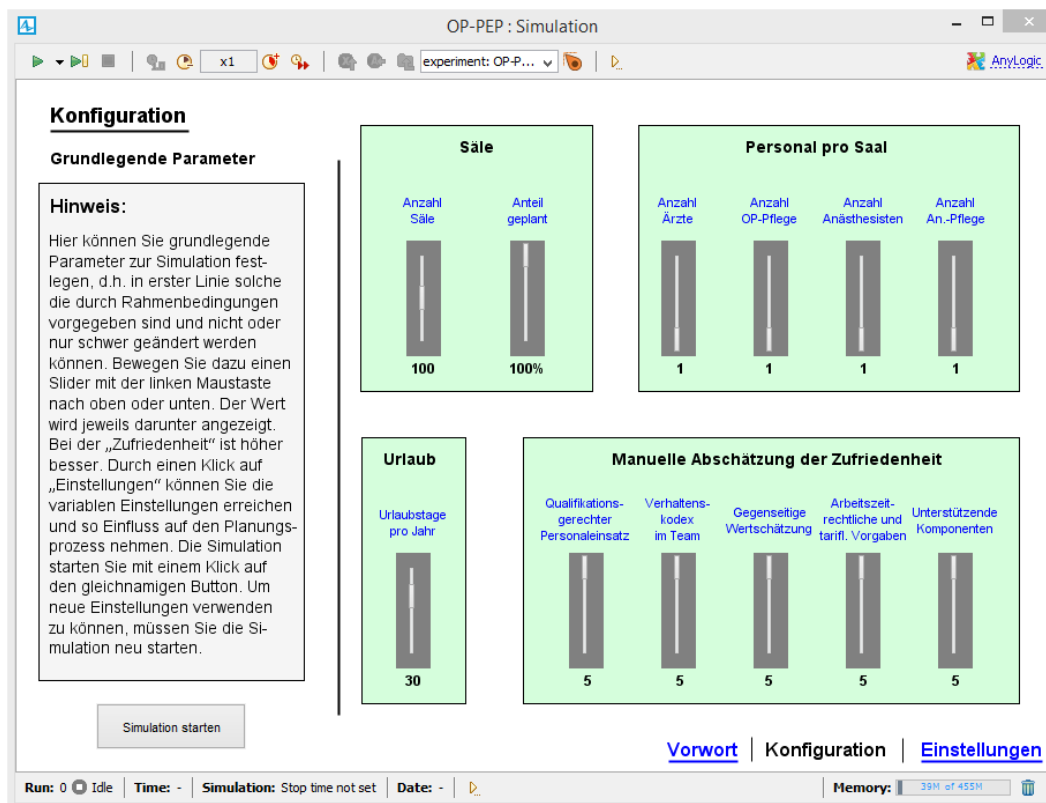 OP-PEP : Simulation
x1
experiment: OP-P...
AnyLogic
Konfiguration
Grundlegende Parameter
Hinweis:
Hier können Sie grundlegende
Parameter zur Simulation fest-
legen, d.h. in erster Linie solche
die durch Rahmenbedingungen
vorgegeben sind und nicht oder
nur schwer geändert werden
können. Bewegen Sie dazu einen
Slider mit der linken Maustaste
nach oben oder unten. Der Wert
wird jeweils darunter angezeigt.
Bei der „Zufriedenheit“ ist höher
besser. Durch einen Klick auf
„Einstellungen“ können Sie die
variablen Einstellungen erreichen
und so Einfluss auf den Planungs-
prozess nehmen. Die Simulation
starten Sie mit einem Klick auf
den gleichnamigen Button. Um
neue Einstellungen verwenden
zu können, müssen Sie die Si-
mulation neu starten.
Simulation starten
Säle
Anzahl
Säle
Anteil
geplant
100
100%
Personal pro Saal
Anzahl
Ärzte
Anzahl
OP-Pflege
Anzahl
Anästhesisten
Anzahl
An.-Pflege
1
1
1
1
Urlaub
Urlaubstage
pro Jahr
30
Manuelle Abschätzung der Zufriedenheit
Qualifikations-
gerechter
Personaleinsatz
Verhaltens-
kodex
im Team
Gegenseitige
Wertschätzung
Arbeitszeit-
rechtliche und
tarifl. Vorgaben
Unterstützende
Komponenten
5
5
5
5
5
Vorwort | Konfiguration | Einstellungen
Run: 0 Idle | Time: - | Simulation: Stop time not set | Date: - | Memory: 39M of 455M